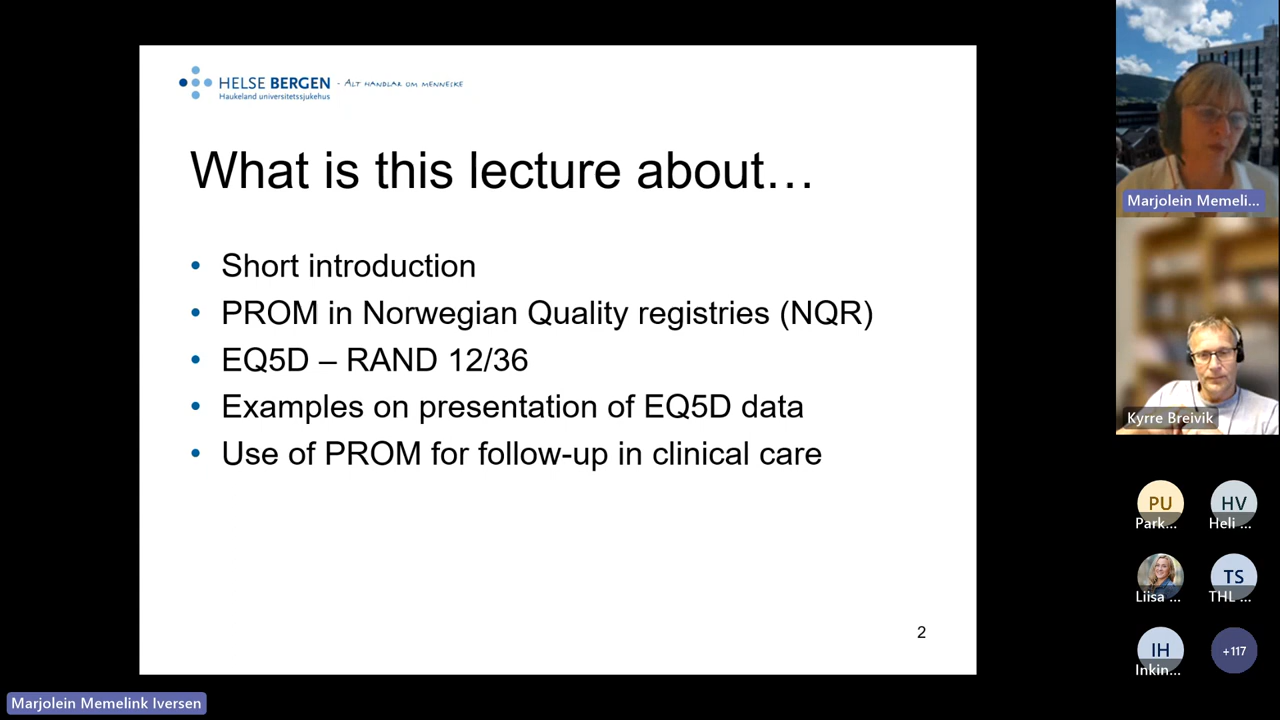 HELSE BERGEN - ALT HANDLAR OM MENNESKE
Haukeland universitetssjukehus
What is this lecture about…
• Short introduction
• PROM in Norwegian Quality registries (NQR)
• EQ5D – RAND 12/36
• Examples on presentation of EQ5D data
• Use of PROM for follow-up in clinical care
2
Marjolein Memeli...
Kyrre Breivik
PU
HV
Park...
Heli ...
TS
Liisa ...
THL ...
IH
+117
Inkin...
Marjolein Memelink Iversen